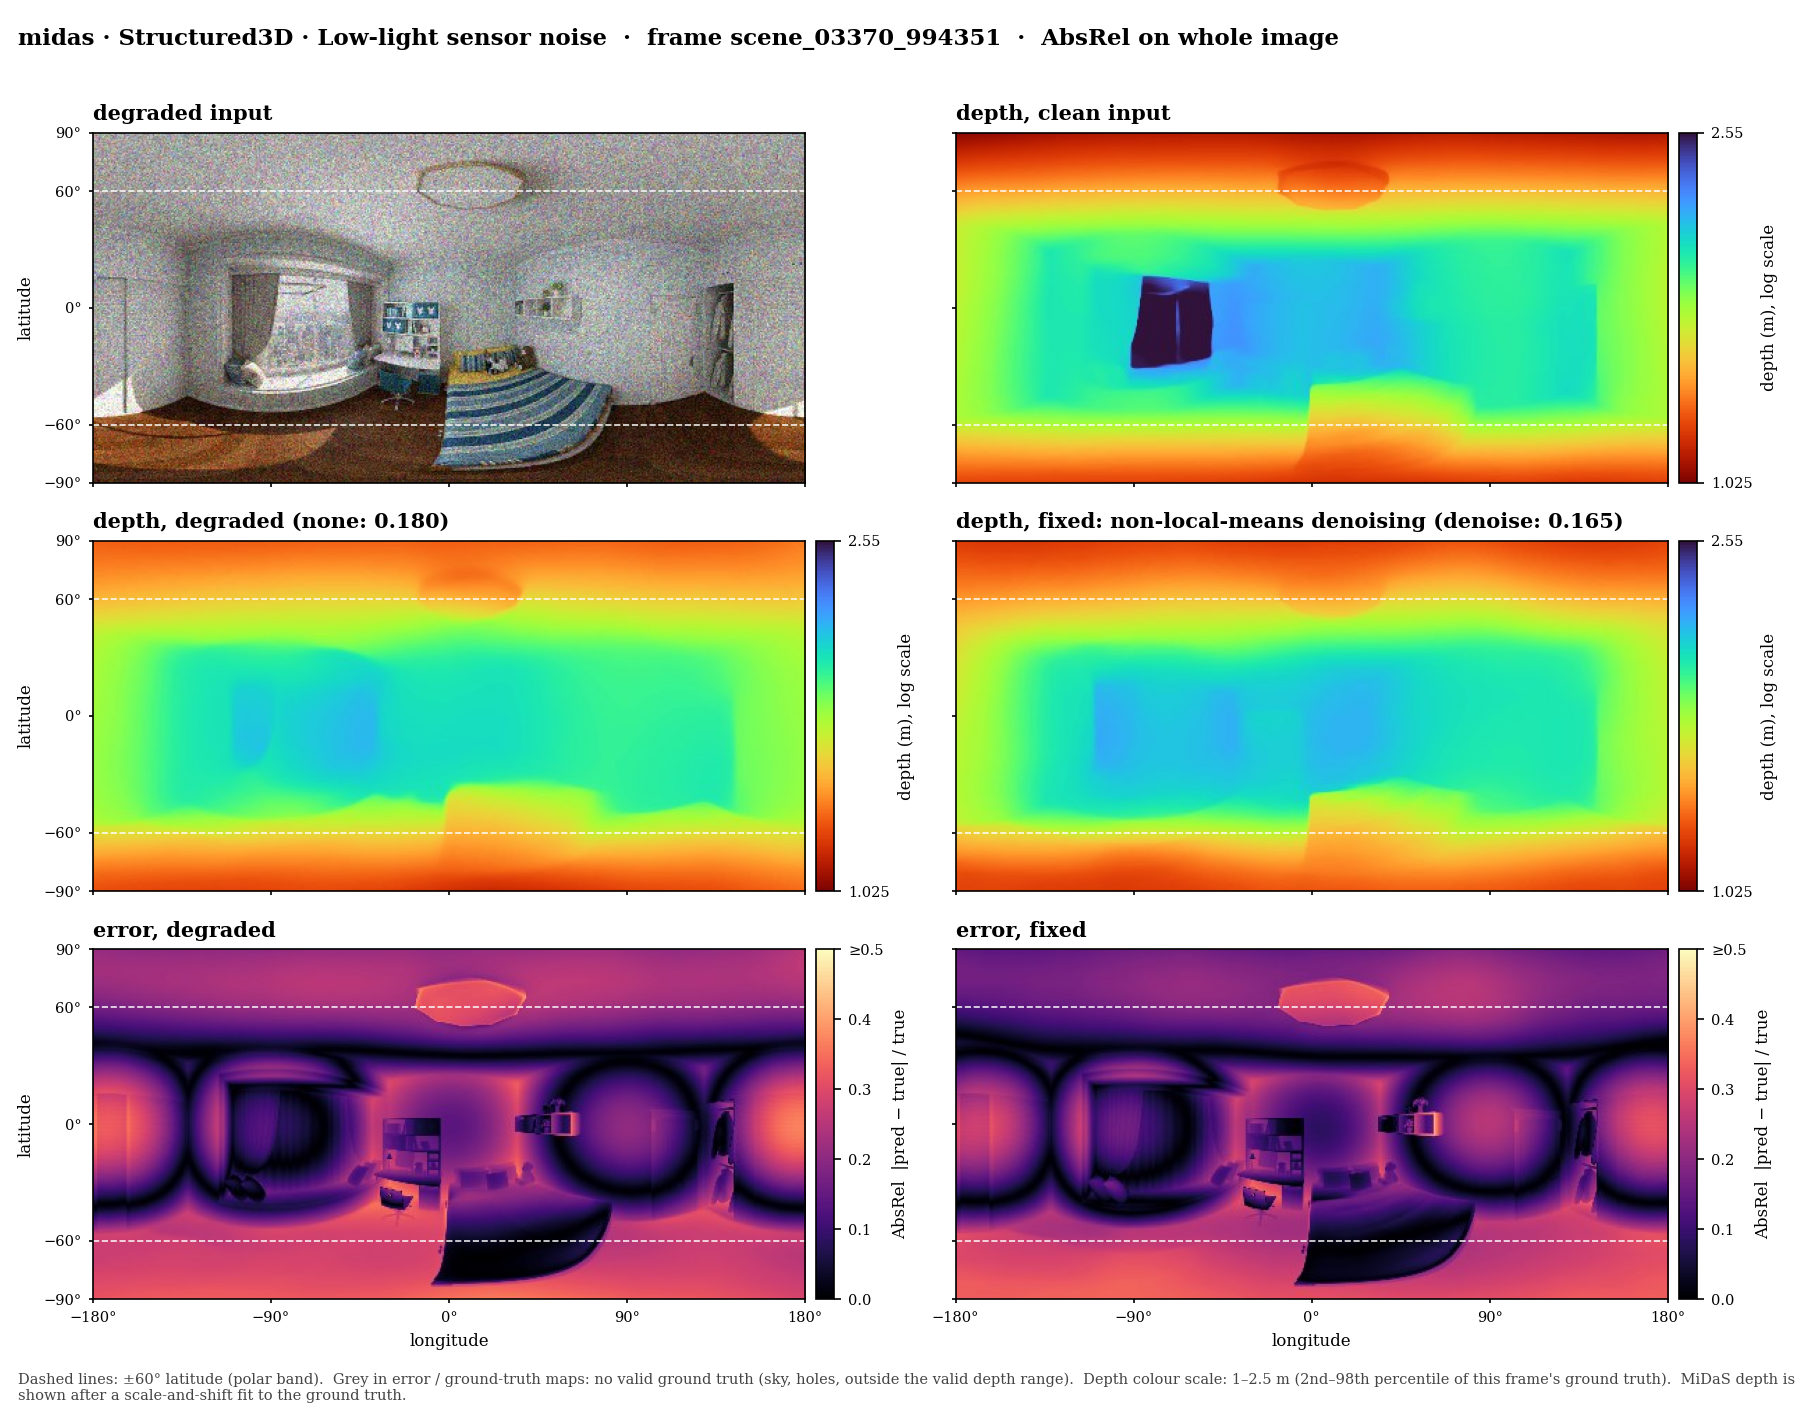 midas · Structured3D · Low-light sensor noise  ·  frame scene_03370_994351  ·  AbsRel on whole image
degraded input
depth, clean input
90°
60°
0°
−60°
−90°
latitude
2.55
1.025
depth (m), log scale
depth, degraded (none: 0.180)
depth, fixed: non-local-means denoising (denoise: 0.165)
90°
60°
0°
−60°
−90°
latitude
2.55
1.025
depth (m), log scale
2.55
1.025
depth (m), log scale
error, degraded
error, fixed
90°
60°
0°
−60°
−90°
latitude
−180°
−90°
0°
90°
180°
longitude
≥0.5
0.4
0.3
0.2
0.1
0.0
AbsRel  |pred − true| / true
−180°
−90°
0°
90°
180°
longitude
≥0.5
0.4
0.3
0.2
0.1
0.0
AbsRel  |pred − true| / true
Dashed lines: ±60° latitude (polar band).  Grey in error / ground-truth maps: no valid ground truth (sky, holes, outside the valid depth range).  Depth colour scale: 1–2.5 m (2nd–98th percentile of this frame's ground truth).  MiDaS depth is
shown after a scale-and-shift fit to the ground truth.